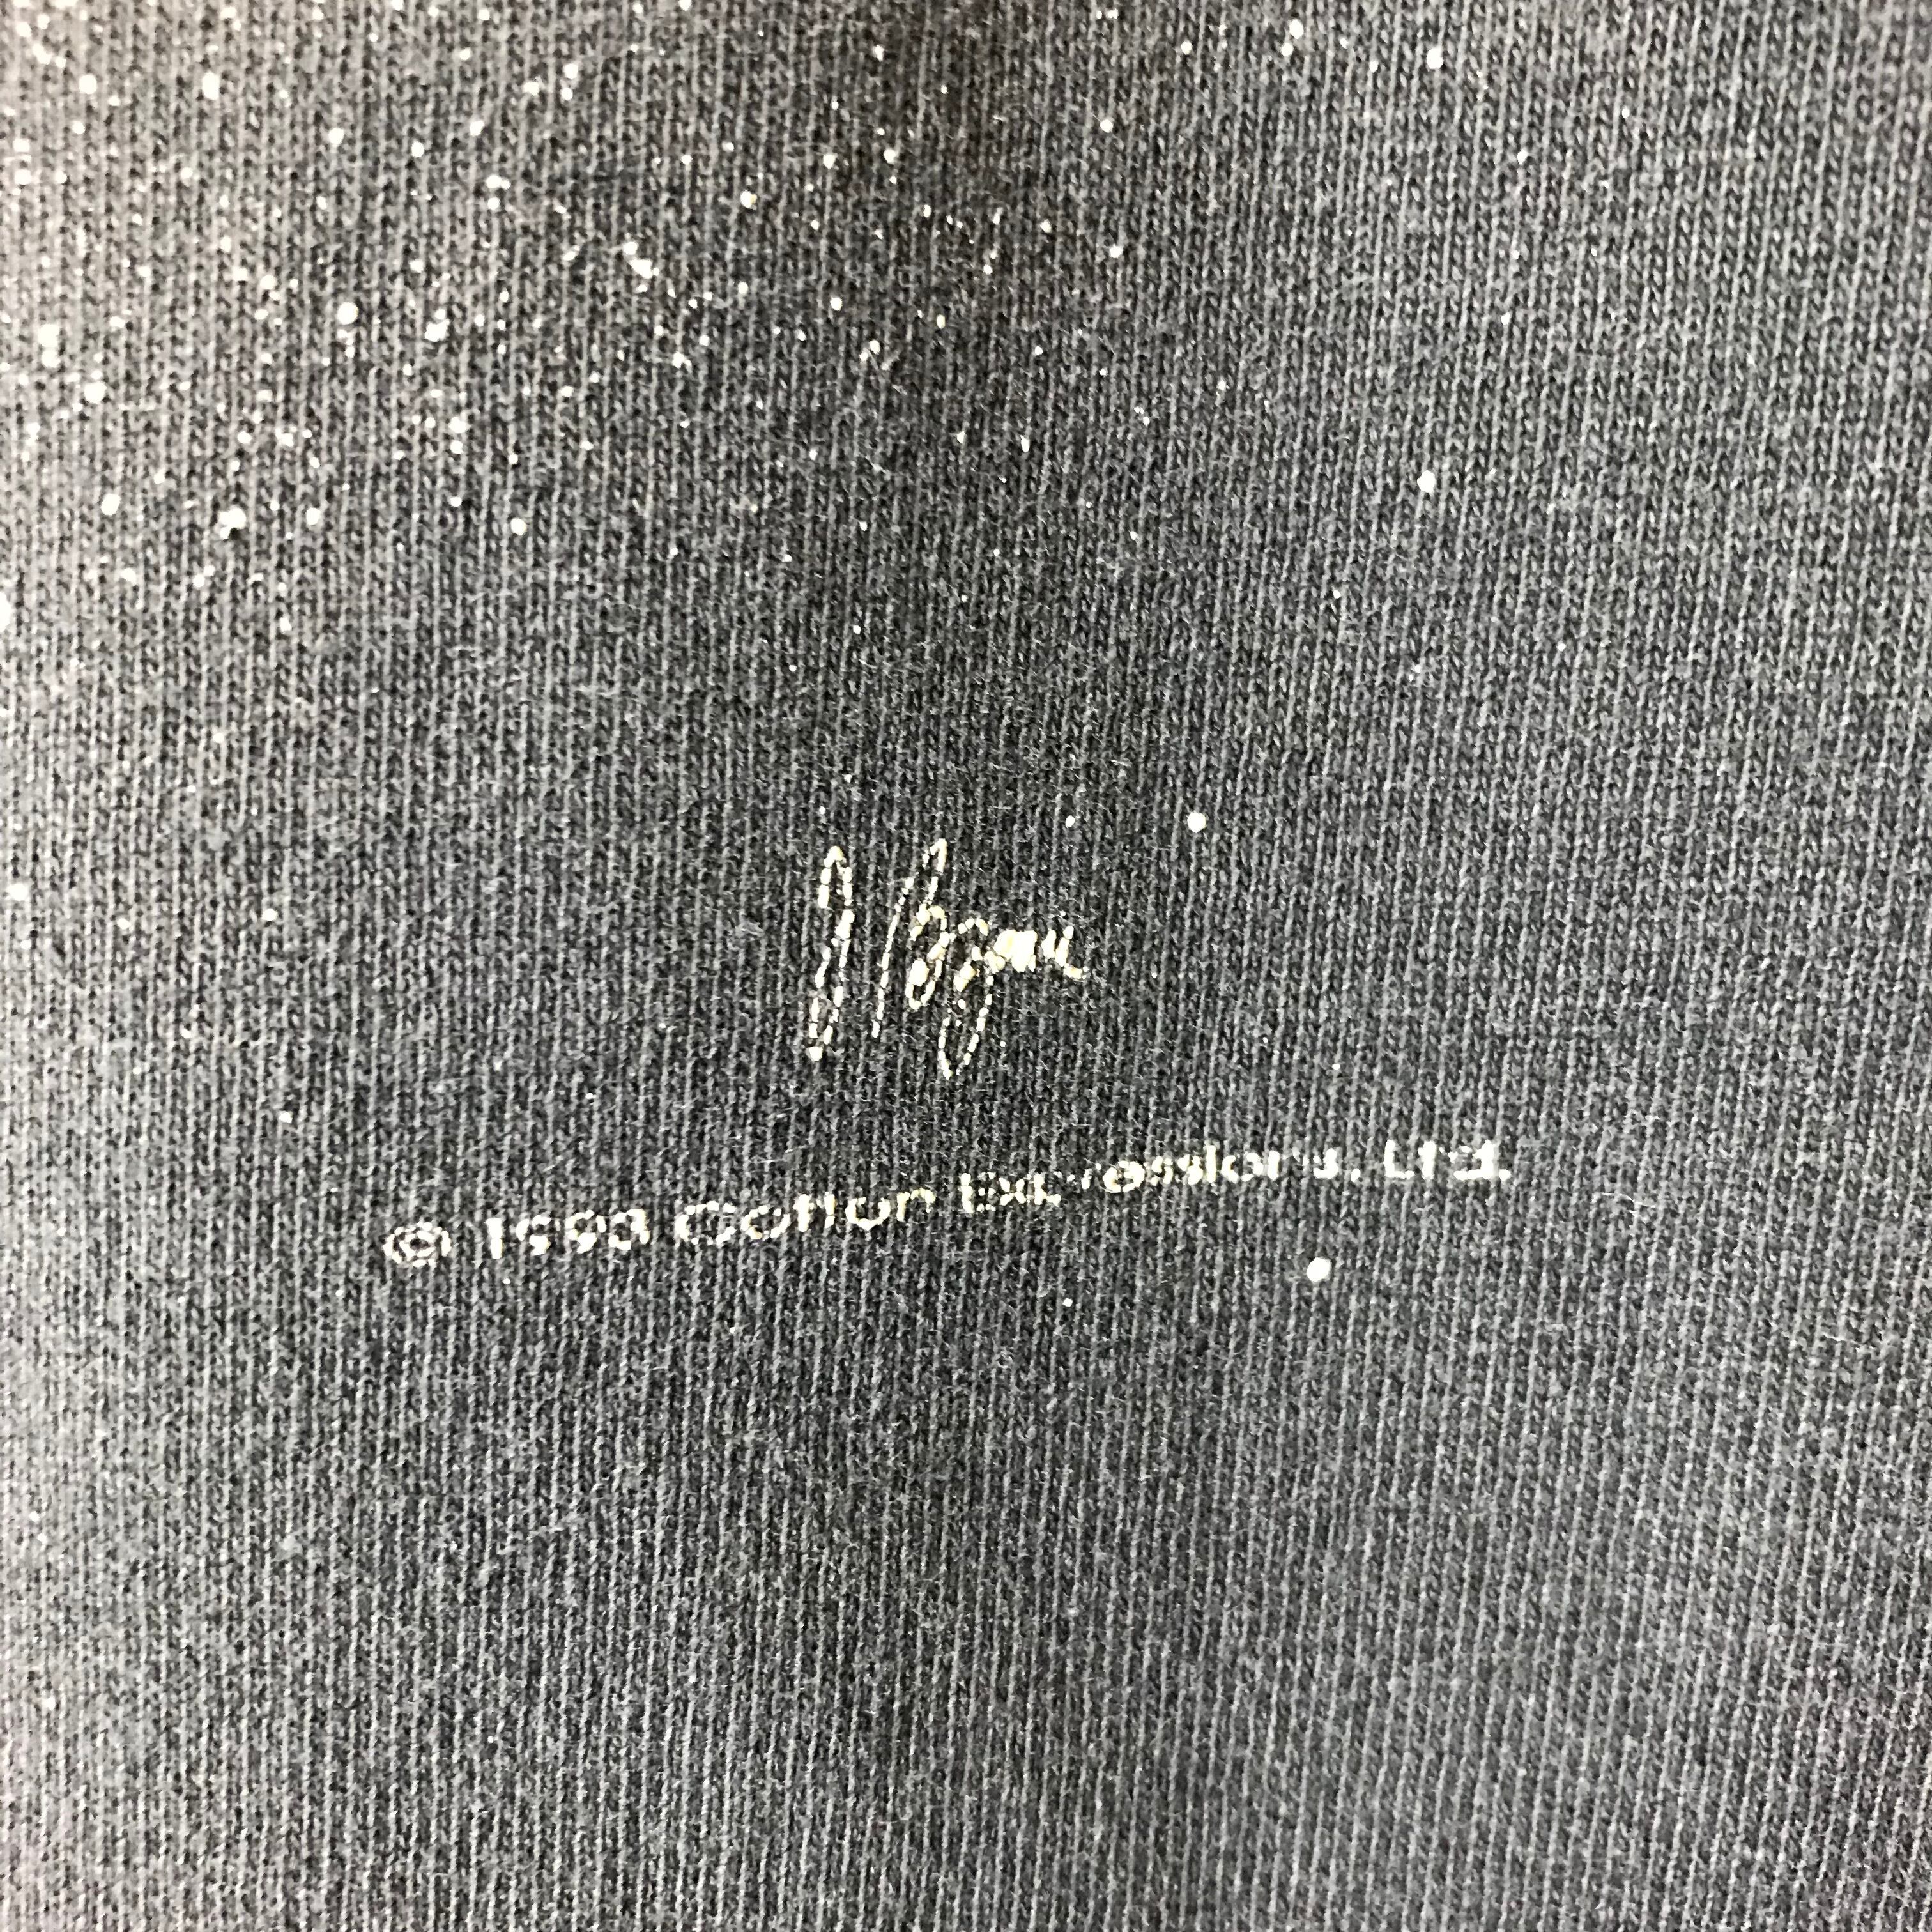 © 1993 Cotton Expressions, Ltd.